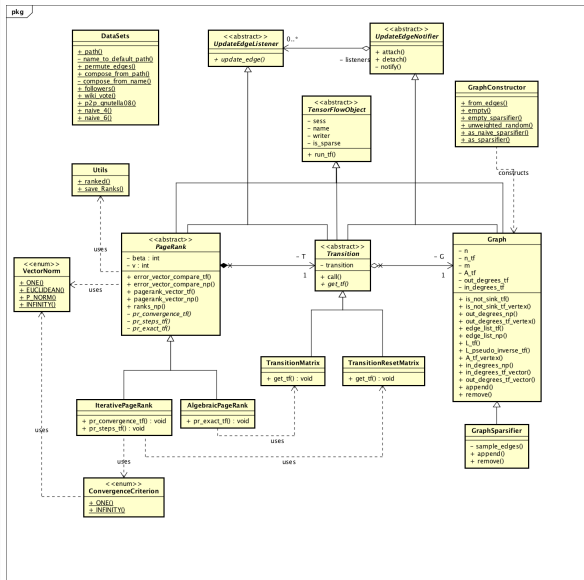 pkg
DataSets
+ path()
- name_to_default_path()
+ permute_edges()
+ compose_from_path()
- compose_from_name()
+ followers()
+ wiki_vote()
+ p2p_gnutella08()
+ naive_4()
+ naive_6()
<<abstract>>
UpdateEdgeListener
+ update_edge()
0..*
- listeners
<<abstract>>
UpdateEdgeNotifier
+ attach()
+ detach()
- notify()
<<abstract>>
TensorFlowObject
- sess
- name
- writer
- is_sparse
+ run_tf()
GraphConstructor
+ from_edges()
+ empty()
+ empty_sparsifier()
+ unweighted_random()
+ as_naive_sparsifier()
+ as_sparsifier()
constructs
Utils
+ ranked()
+ save_Ranks()
uses
<<enum>>
VectorNorm
+ ONE()
+ EUCLIDEAN()
+ P_NORM()
+ INFINITY()
uses
<<abstract>>
PageRank
- beta : int
- v : int
+ error_vector_compare_tf()
+ error_vector_compare_np()
+ pagerank_vector_tf()
+ pagerank_vector_np()
+ ranks_np()
- pr_convergence_tf()
- pr_steps_tf()
- pr_exact_tf()
- T
1
<<abstract>>
Transition
- transition
+ call()
+ get_tf()
- G
1
Graph
- n
- n_tf
- m
- A_tf
- out_degrees_tf
- in_degrees_tf
+ is_not_sink_tf()
+ is_not_sink_tf_vertex()
+ out_degrees_np()
+ out_degrees_tf_vertex()
+ edge_list_tf()
+ edge_list_np()
+ L_tf()
+ L_pseudo_inverse_tf()
+ A_tf_vertex()
+ in_degrees_np()
+ in_degrees_tf_vector()
+ out_degrees_tf_vector()
+ append()
+ remove()
TransitionMatrix
+ get_tf() : void
TransitionResetMatrix
+ get_tf() : void
IterativePageRank
+ pr_convergence_tf() : void
+ pr_steps_tf() : void
AlgebraicPageRank
+ pr_exact_tf() : void
uses
uses
uses
uses
GraphSparsifier
- sample_edges()
+ append()
+ remove()
<<enum>>
ConvergenceCriterion
+ ONE()
+ INFINITY()